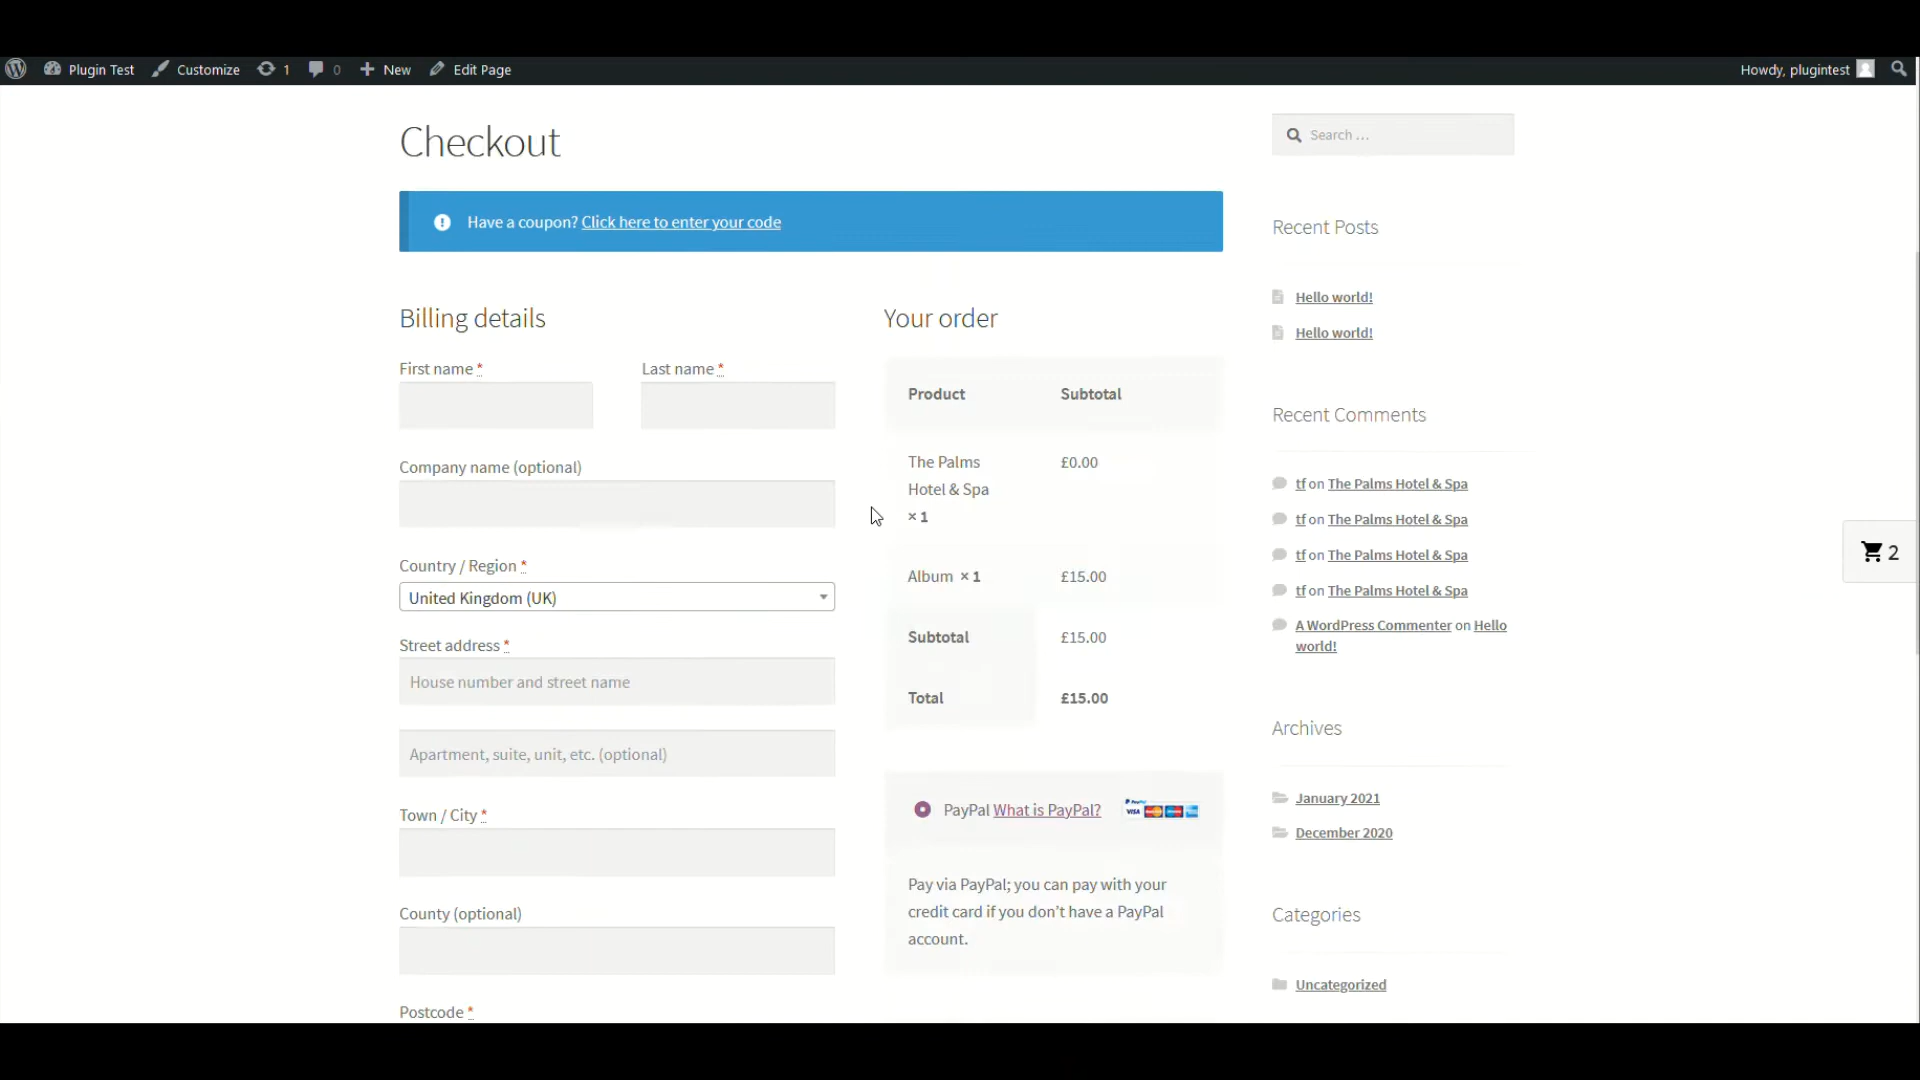 Plugin Test Customize 1 0 New Edit Page Howdy, plugintest
Checkout
Have a coupon? Click here to enter your code
Billing details
First name * Last name *
Company name (optional)
Country / Region *
United Kingdom (UK)
Street address *
House number and street name
Apartment, suite, unit, etc. (optional)
Town / City *
County (optional)
Postcode *
Your order
Product Subtotal
The Palms £0.00
Hotel & Spa
× 1
Album × 1 £15.00
Subtotal £15.00
Total £15.00
PayPal What is PayPal? PayPal VISA
Pay via PayPal; you can pay with your
credit card if you don’t have a PayPal
account.
Search …
Recent Posts
Hello world!
Hello world!
Recent Comments
tf on The Palms Hotel & Spa
tf on The Palms Hotel & Spa
tf on The Palms Hotel & Spa
tf on The Palms Hotel & Spa
A WordPress Commenter on Hello
world!
Archives
January 2021
December 2020
Categories
Uncategorized
2